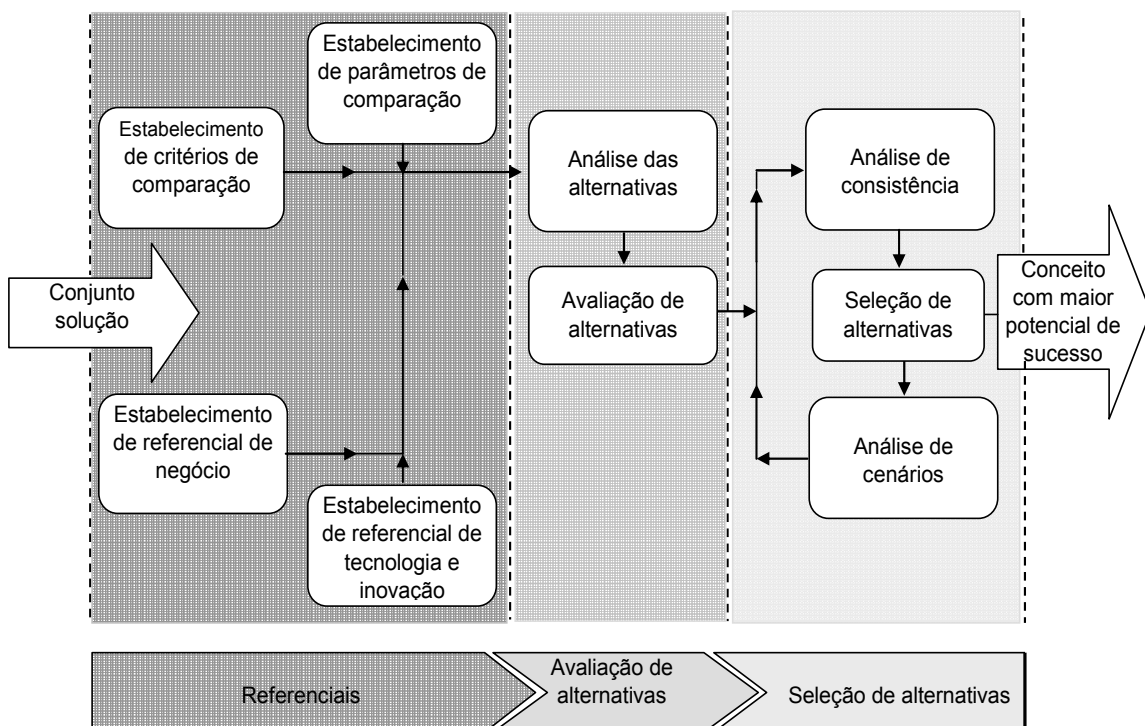 Conjunto
solução
Estabelecimento
de critérios de
comparação
Estabelecimento
de parâmetros de
comparação
Estabelecimento
de referencial de
negócio
Estabelecimento
de referencial de
tecnologia e
inovação
Análise das
alternativas
Avaliação de
alternativas
Análise de
consistência
Seleção de
alternativas
Análise de
cenários
Conceito
com maior
potencial de
sucesso
Referenciais
Avaliação de
alternativas
Seleção de alternativas